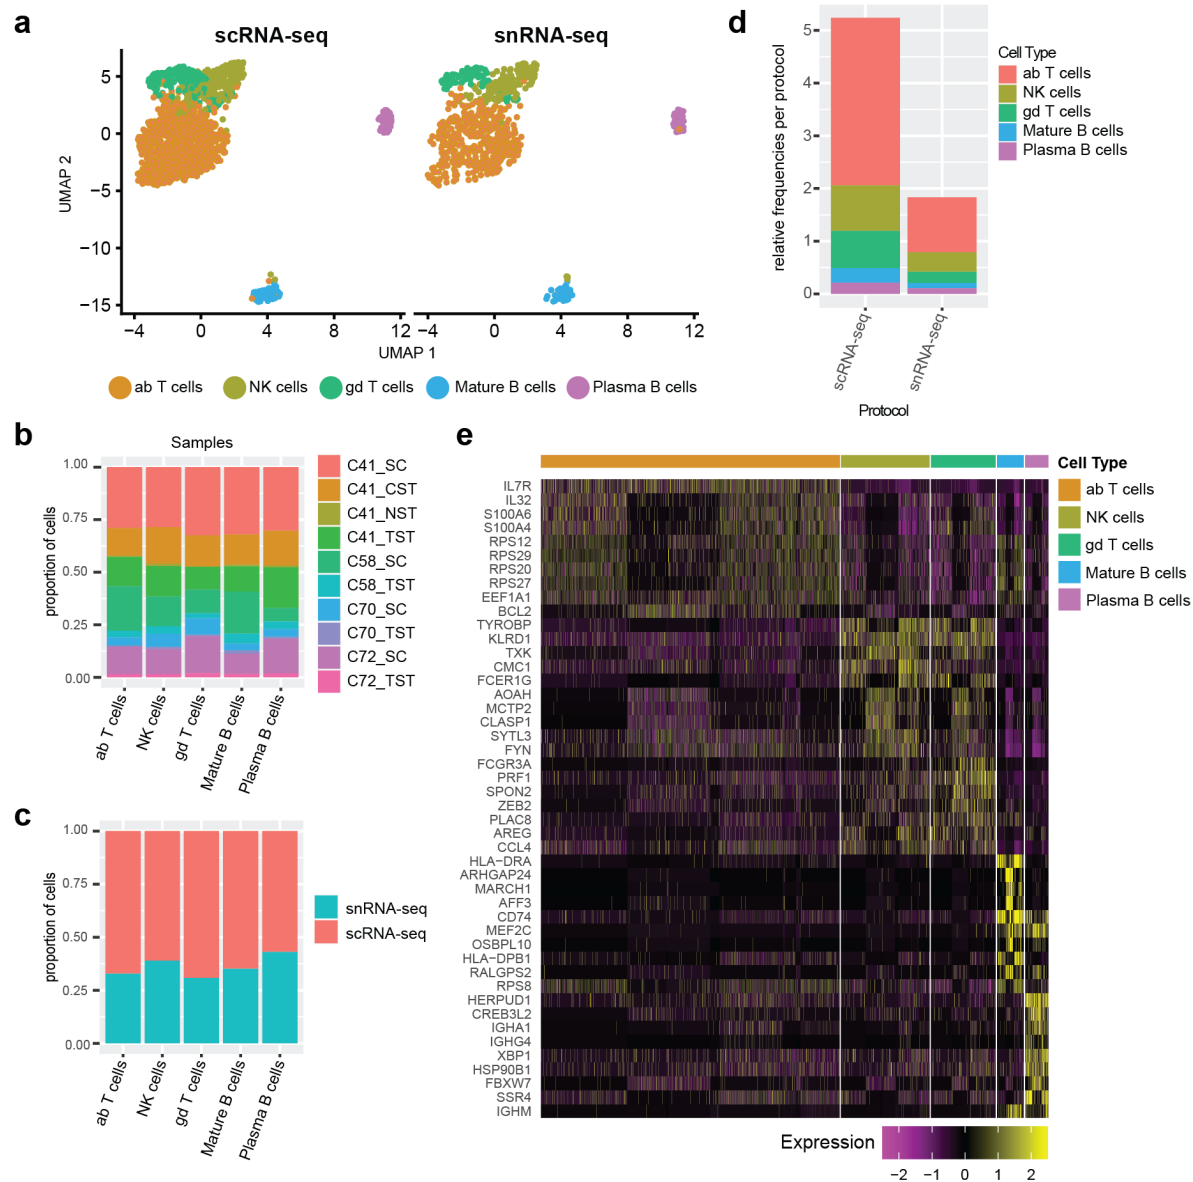 a
scRNA-seq
snRNA-seq
UMAP 2
5
0
−5
−10
−15
−4
0
4
8
12
−4
0
4
8
12
UMAP 1
ab T cells
NK cells
gd T cells
Mature B cells
Plasma B cells
d
relative frequencies per protocol
5
4
3
2
1
0
scRNA-seq
snRNA-seq
Protocol
Cell Type
ab T cells
NK cells
gd T cells
Mature B cells
Plasma B cells
b
Samples
proportion of cells
1.00
0.75
0.50
0.25
0.00
ab T cells
NK cells
gd T cells
Mature B cells
Plasma B cells
C41_SC
C41_CST
C41_NST
C41_TST
C58_SC
C58_TST
C70_SC
C70_TST
C72_SC
C72_TST
c
proportion of cells
1.00
0.75
0.50
0.25
0.00
ab T cells
NK cells
gd T cells
Mature B cells
Plasma B cells
snRNA-seq
scRNA-seq
e
IL7R
IL32
S100A6
S100A4
RPS12
RPS29
RPS20
RPS27
EEF1A1
BCL2
TYROBP
KLRD1
TXK
CMC1
FCER1G
AOAH
MCTP2
CLASP1
SYTL3
FYN
FCGR3A
PRF1
SPON2
ZEB2
PLAC8
AREG
CCL4
HLA−DRA
ARHGAP24
MARCH1
AFF3
CD74
MEF2C
OSBPL10
HLA−DPB1
RALGPS2
RPS8
HERPUD1
CREB3L2
IGHA1
IGHG4
XBP1
HSP90B1
FBXW7
SSR4
IGHM
Cell Type
ab T cells
NK cells
gd T cells
Mature B cells
Plasma B cells
Expression
−2
−1
0
1
2